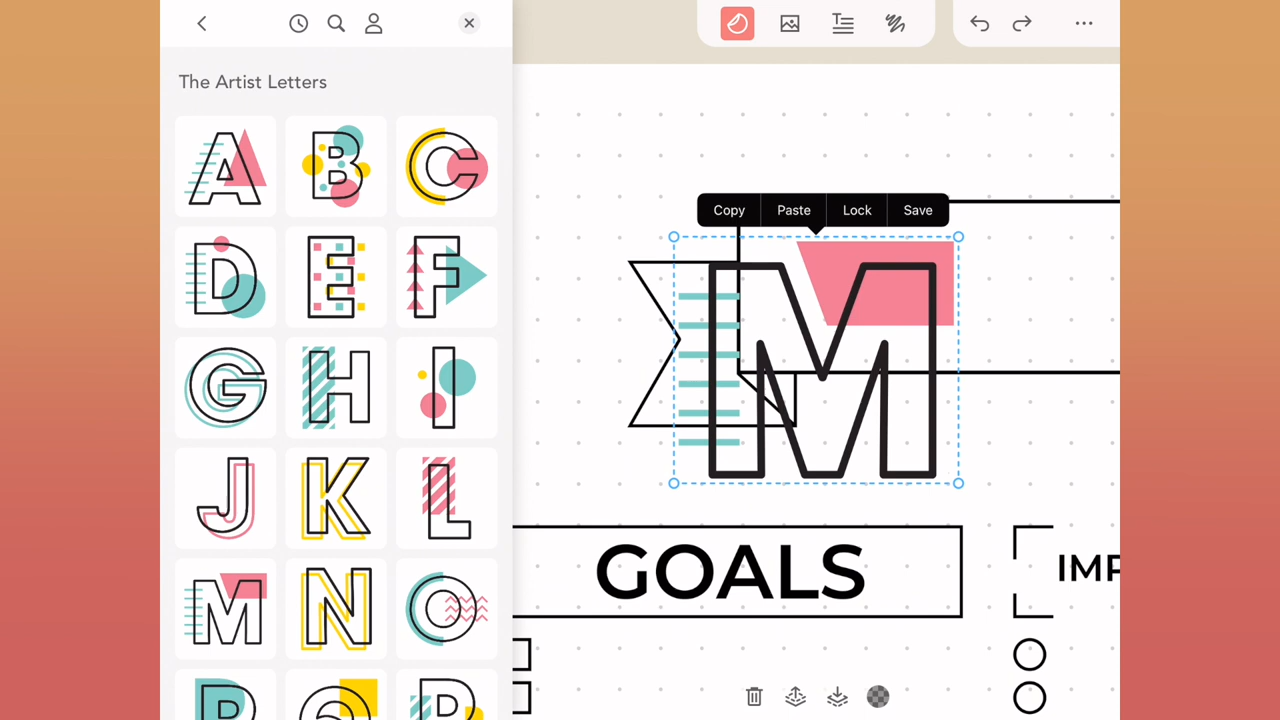 The Artist Letters
A B C
D E F
G H I
J K L
M N O
P Q R
Copy Paste Lock Save
M
GOALS
IMP